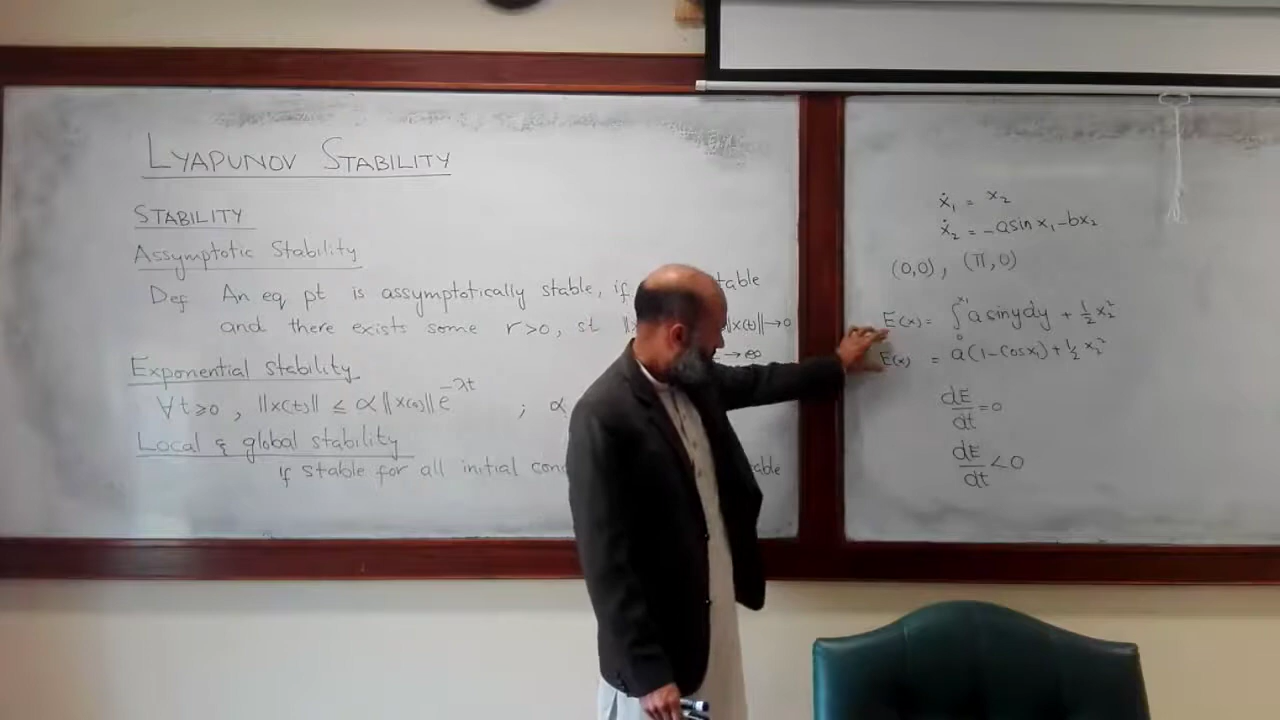 LYAPUNOV STABILITY
STABILITY
Assymptotic Stability
Def An eq pt is assymptotically stable, if
and there exists some r>0, st ||x(t)||→0
→∞
Exponential stability
∀t≥0, ||x(t)|| ≤ α||x(0)|| e^{-λt} ; α
Local & global stability
if stable for all initial
ẋ₁ = x₂
ẋ₂ = -a sin x₁ - bx₂
(0,0), (π,0)
E(x) = ∫₀^{x₁} a sin y dy + ½x₂²
E(x) = a(1-cos x₁) + ½x₂²
dE/dt = 0
dE/dt < 0